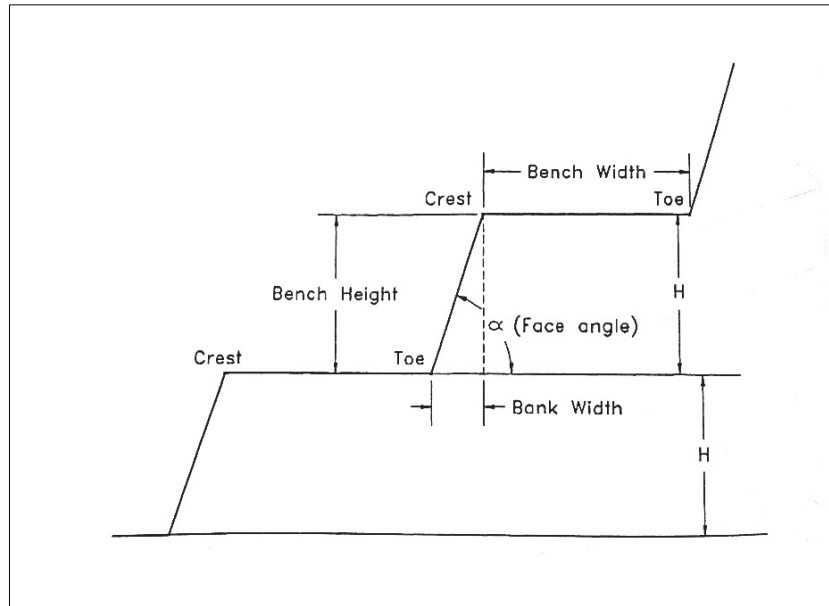 Bench Width
Crest
Toe
Bench Height
H
α (Face angle)
Crest
Toe
Bank Width
H